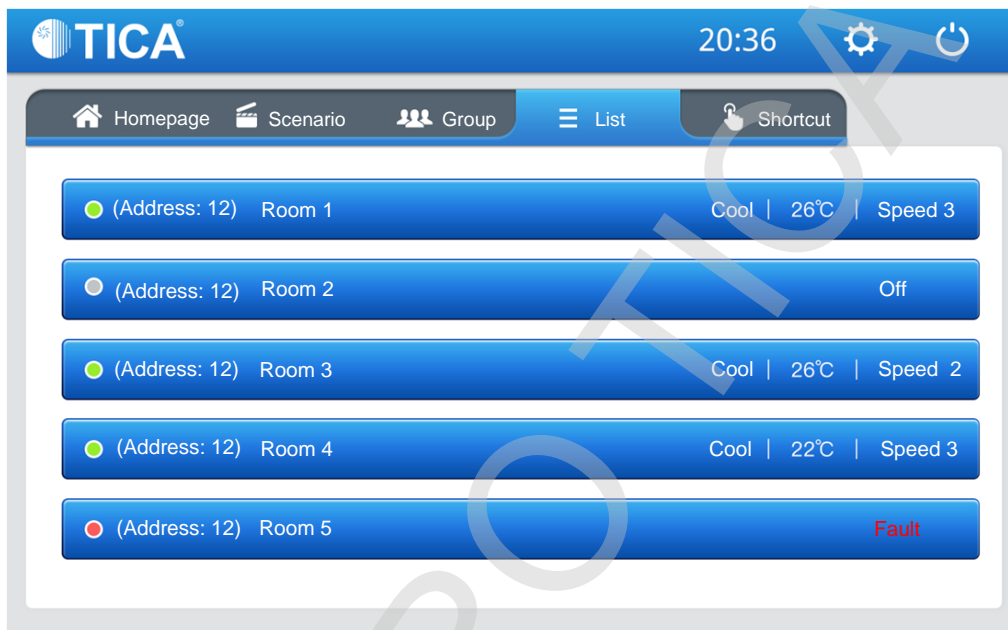 TICA® 20:36
Homepage Scenario Group List Shortcut
(Address: 12) Room 1 Cool | 26℃ | Speed 3
(Address: 12) Room 2 Off
(Address: 12) Room 3 Cool | 26℃ | Speed 2
(Address: 12) Room 4 Cool | 22℃ | Speed 3
(Address: 12) Room 5 Fault
PO TICA